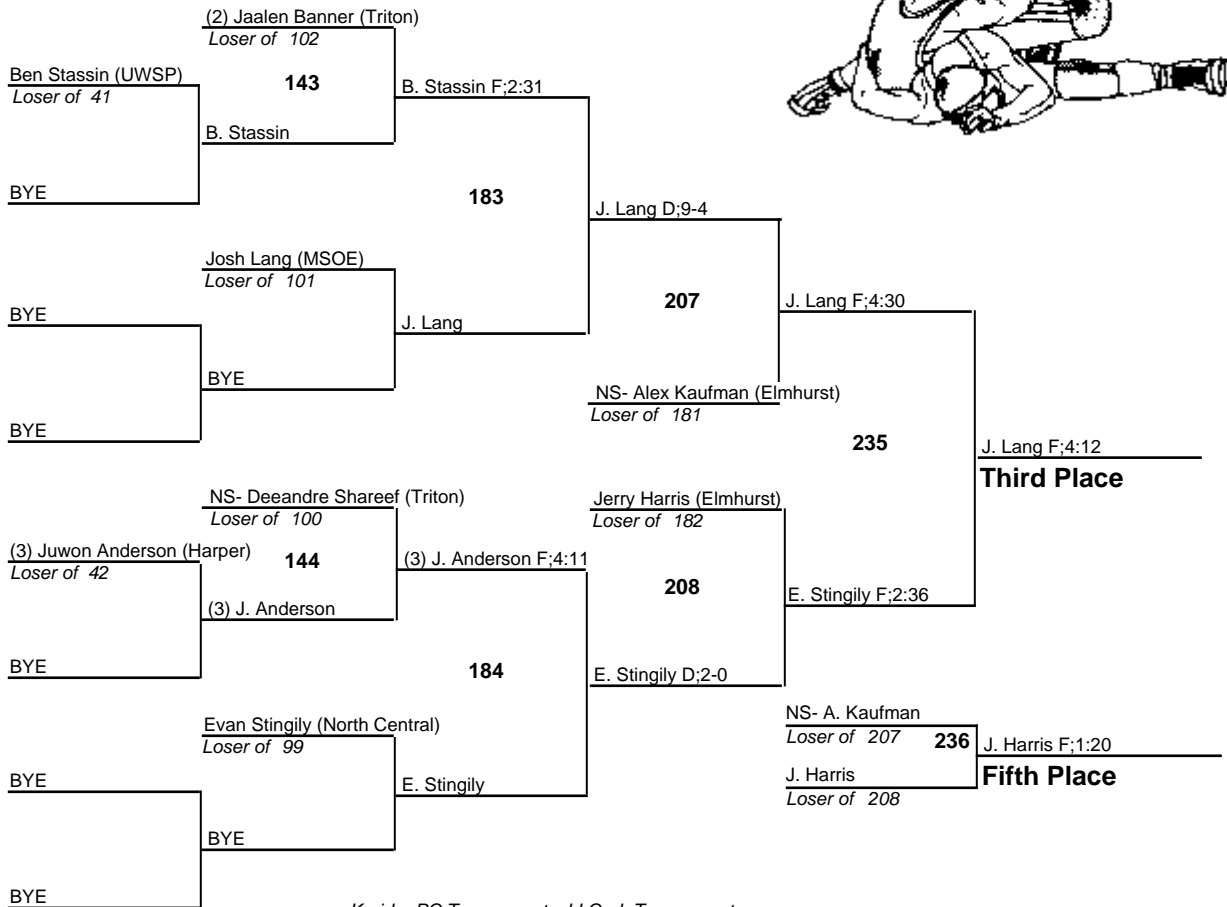 (2) Jaalen Banner (Triton)
Loser of 102
Ben Stassin (UWSP)
Loser of 41
143
B. Stassin F;2:31
B. Stassin
BYE
183
J. Lang D;9-4
Josh Lang (MSOE)
Loser of 101
207
J. Lang F;4:30
BYE
J. Lang
BYE
NS- Alex Kaufman (Elmhurst)
Loser of 181
BYE
235
J. Lang F;4:12
Third Place
NS- Deeandre Shareef (Triton)
Loser of 100
Jerry Harris (Elmhurst)
Loser of 182
(3) Juwon Anderson (Harper)
Loser of 42
144
(3) J. Anderson F;4:11
208
E. Stingily F;2:36
(3) J. Anderson
BYE
184
E. Stingily D;2-0
Evan Stingily (North Central)
Loser of 99
NS- A. Kaufman
Loser of 207
236
J. Harris F;1:20
Fifth Place
BYE
E. Stingily
J. Harris
Loser of 208
BYE
BYE